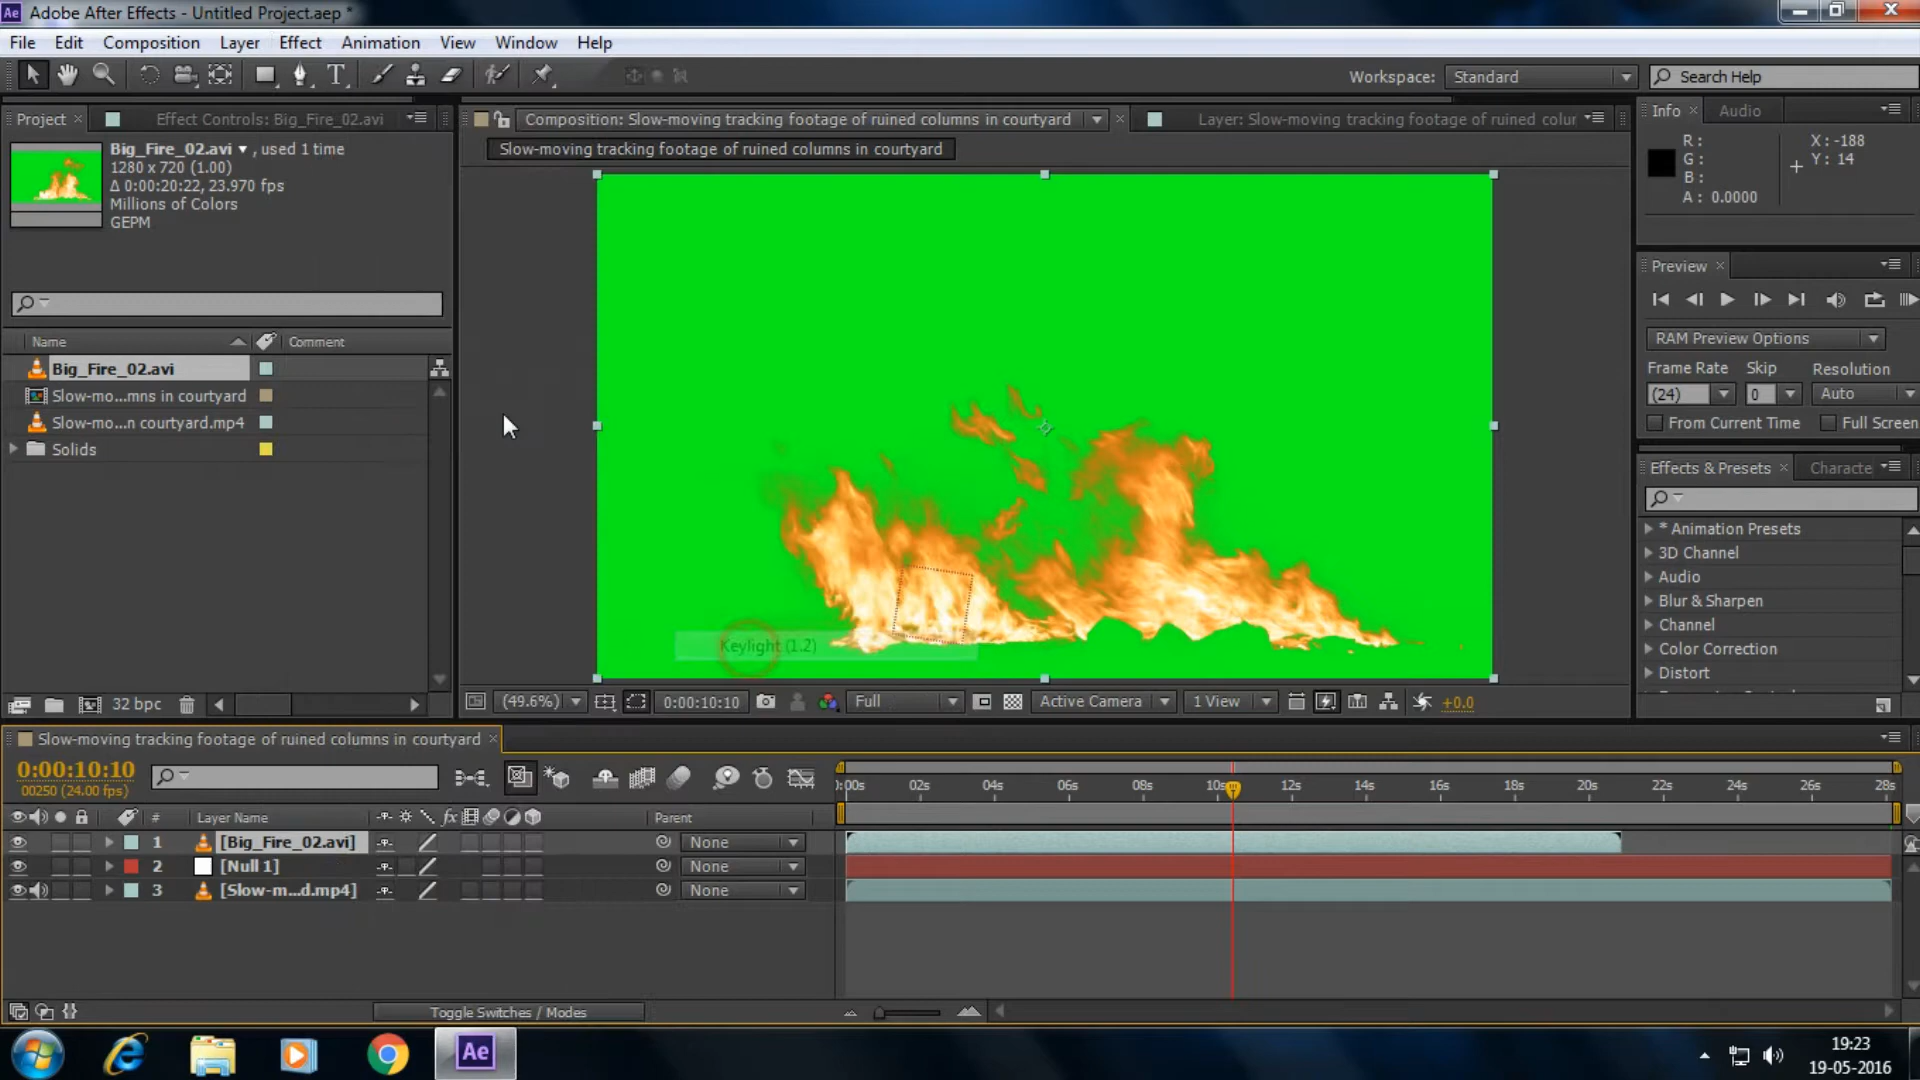 Adobe After Effects - Untitled Project.aep *
File Edit Composition Layer Effect Animation View Window Help
Workspace: Standard Search Help
Project Effect Controls: Big_Fire_02.avi
Big_Fire_02.avi , used 1 time
1280 x 720 (1.00)
Δ 0:00:20:22, 23.970 fps
Millions of Colors
GEPM
Name Comment
Big_Fire_02.avi
Slow-mo...mns in courtyard
Slow-mo...n courtyard.mp4
Solids
32 bpc
Composition: Slow-moving tracking footage of ruined columns in courtyard
Layer: Slow-moving tracking footage of ruined colur
Slow-moving tracking footage of ruined columns in courtyard
Keylight (1.2)
(49.6%) 0:00:10:10 Full Active Camera 1 View +0.0
Info Audio
R :
G :
B :
A : 0.0000
X : -188
Y : 14
Preview
RAM Preview Options
Frame Rate Skip Resolution
(24) 0 Auto
From Current Time Full Screen
Effects & Presets Characte
* Animation Presets
3D Channel
Audio
Blur & Sharpen
Channel
Color Correction
Distort
Slow-moving tracking footage of ruined columns in courtyard
0:00:10:10
00250 (24.00 fps)
# Layer Name fx Parent
1 [Big_Fire_02.avi] None
2 [Null 1] None
3 [Slow-m...d.mp4] None
:00s 02s 04s 06s 08s 10s 12s 14s 16s 18s 20s 22s 24s 26s 28s
Toggle Switches / Modes
Ae
19:23
19-05-2016